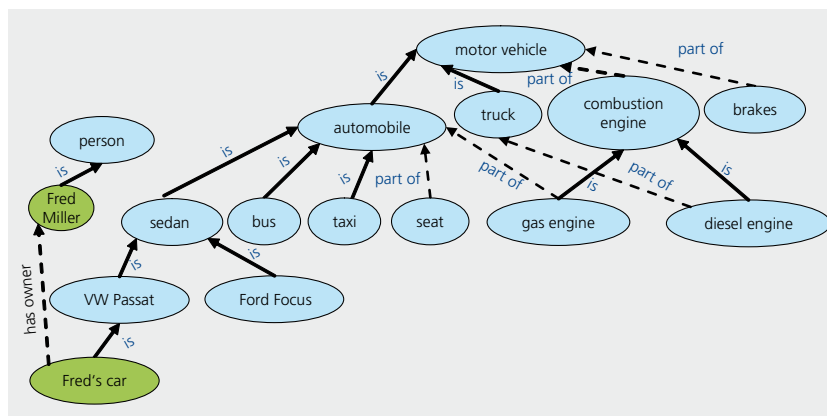 motor vehicle
part of
is
is
part of
truck
combustion
engine
brakes
person
is
automobile
is
is
is
part of
part of
is
part of
is
Fred
Miller
sedan
bus
taxi
seat
gas engine
diesel engine
has owner
is
is
VW Passat
Ford Focus
is
Fred's car